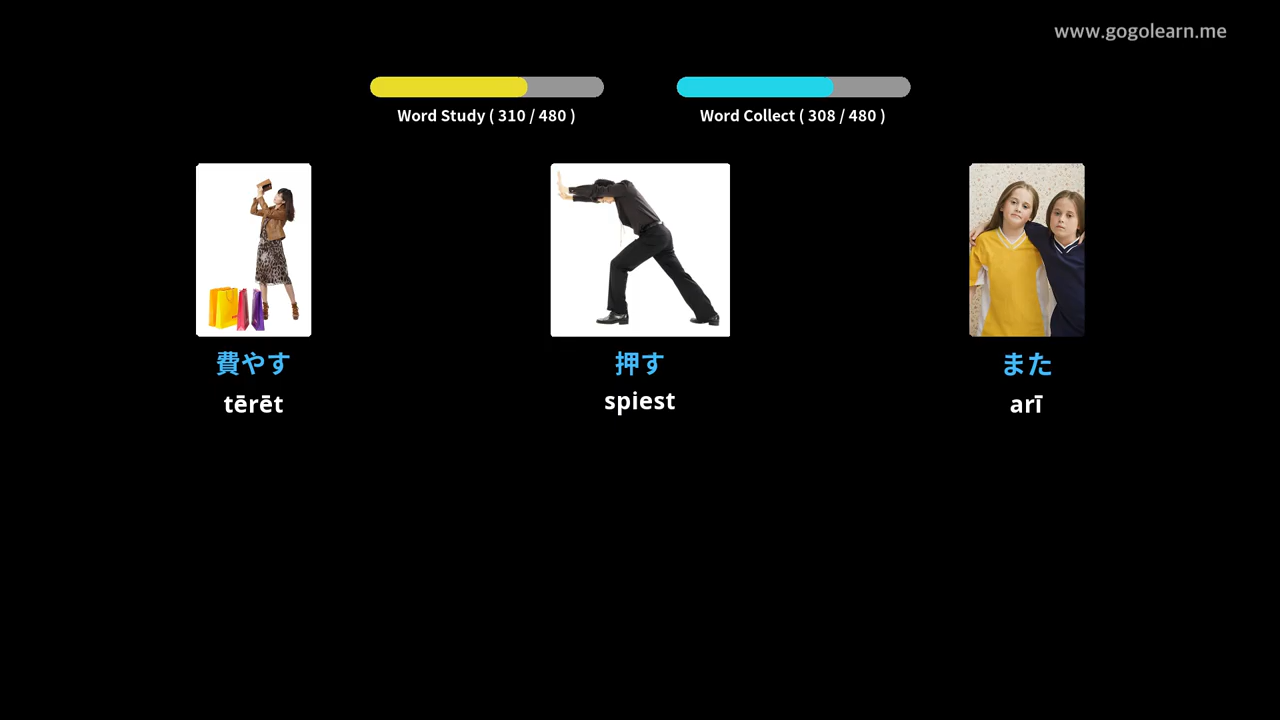 www.gogolearn.me
Word Study ( 310 / 480 )
Word Collect ( 308 / 480 )
費やす
押す
また
tērēt
spiest
arī